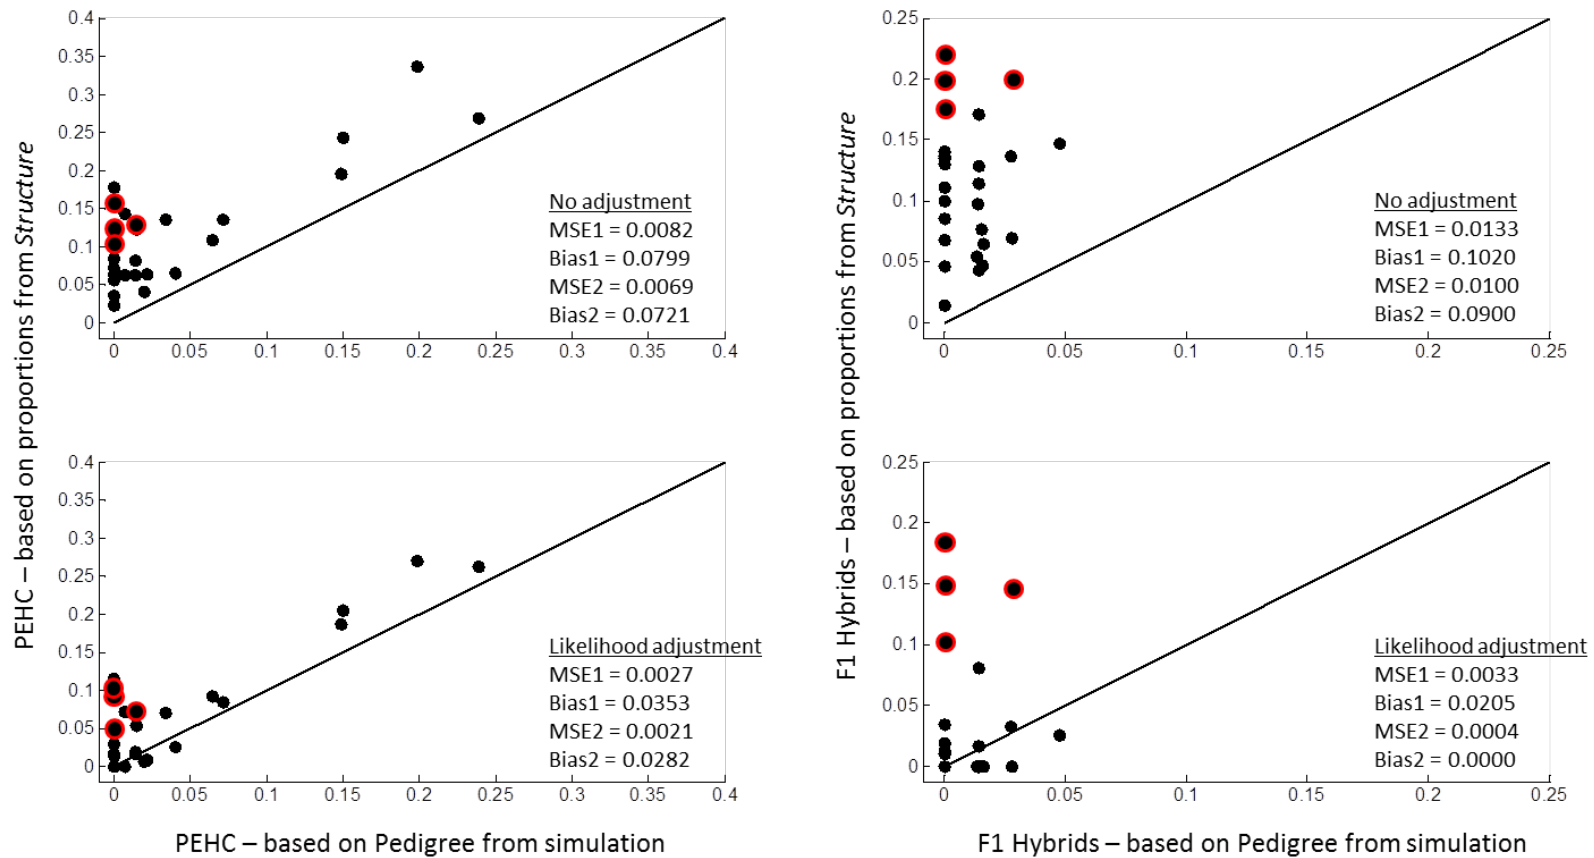 PEHC – based on proportions from Structure
0.4
0.35
0.3
0.25
0.2
0.15
0.1
0.05
0
0 0.05 0.1 0.15 0.2 0.25 0.3 0.35 0.4
No adjustment
MSE1 = 0.0082
Bias1 = 0.0799
MSE2 = 0.0069
Bias2 = 0.0721
F1 Hybrids – based on proportions from Structure
0.25
0.2
0.15
0.1
0.05
0
0 0.05 0.1 0.15 0.2 0.25
No adjustment
MSE1 = 0.0133
Bias1 = 0.1020
MSE2 = 0.0100
Bias2 = 0.0900
0.4
0.35
0.3
0.25
0.2
0.15
0.1
0.05
0
0 0.05 0.1 0.15 0.2 0.25 0.3 0.35 0.4
Likelihood adjustment
MSE1 = 0.0027
Bias1 = 0.0353
MSE2 = 0.0021
Bias2 = 0.0282
0.25
0.2
0.15
0.1
0.05
0
0 0.05 0.1 0.15 0.2 0.25
Likelihood adjustment
MSE1 = 0.0033
Bias1 = 0.0205
MSE2 = 0.0004
Bias2 = 0.0000
PEHC – based on Pedigree from simulation
F1 Hybrids – based on Pedigree from simulation